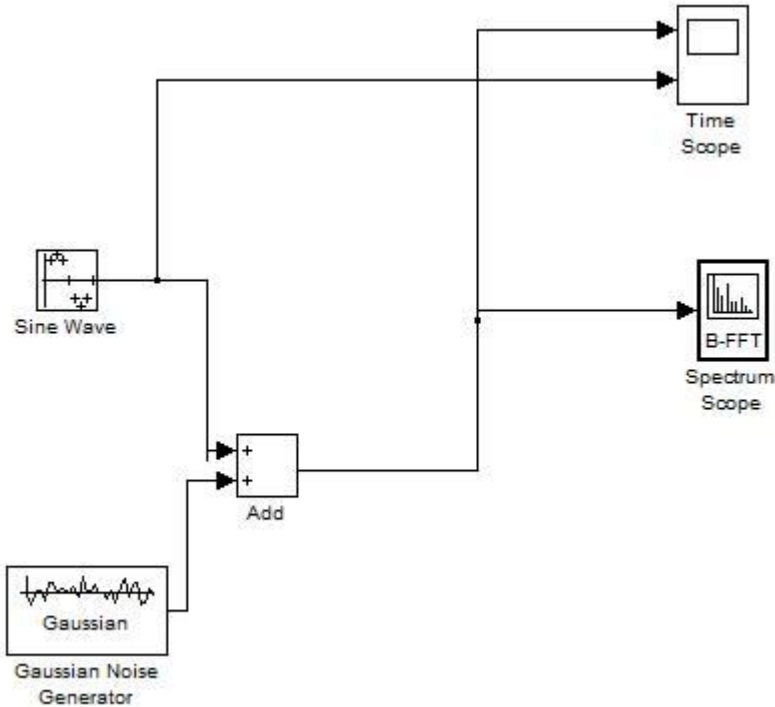 Time
Scope
Sine Wave
B-FFT
Spectrum
Scope
+
+
Add
Gaussian
Gaussian Noise
Generator